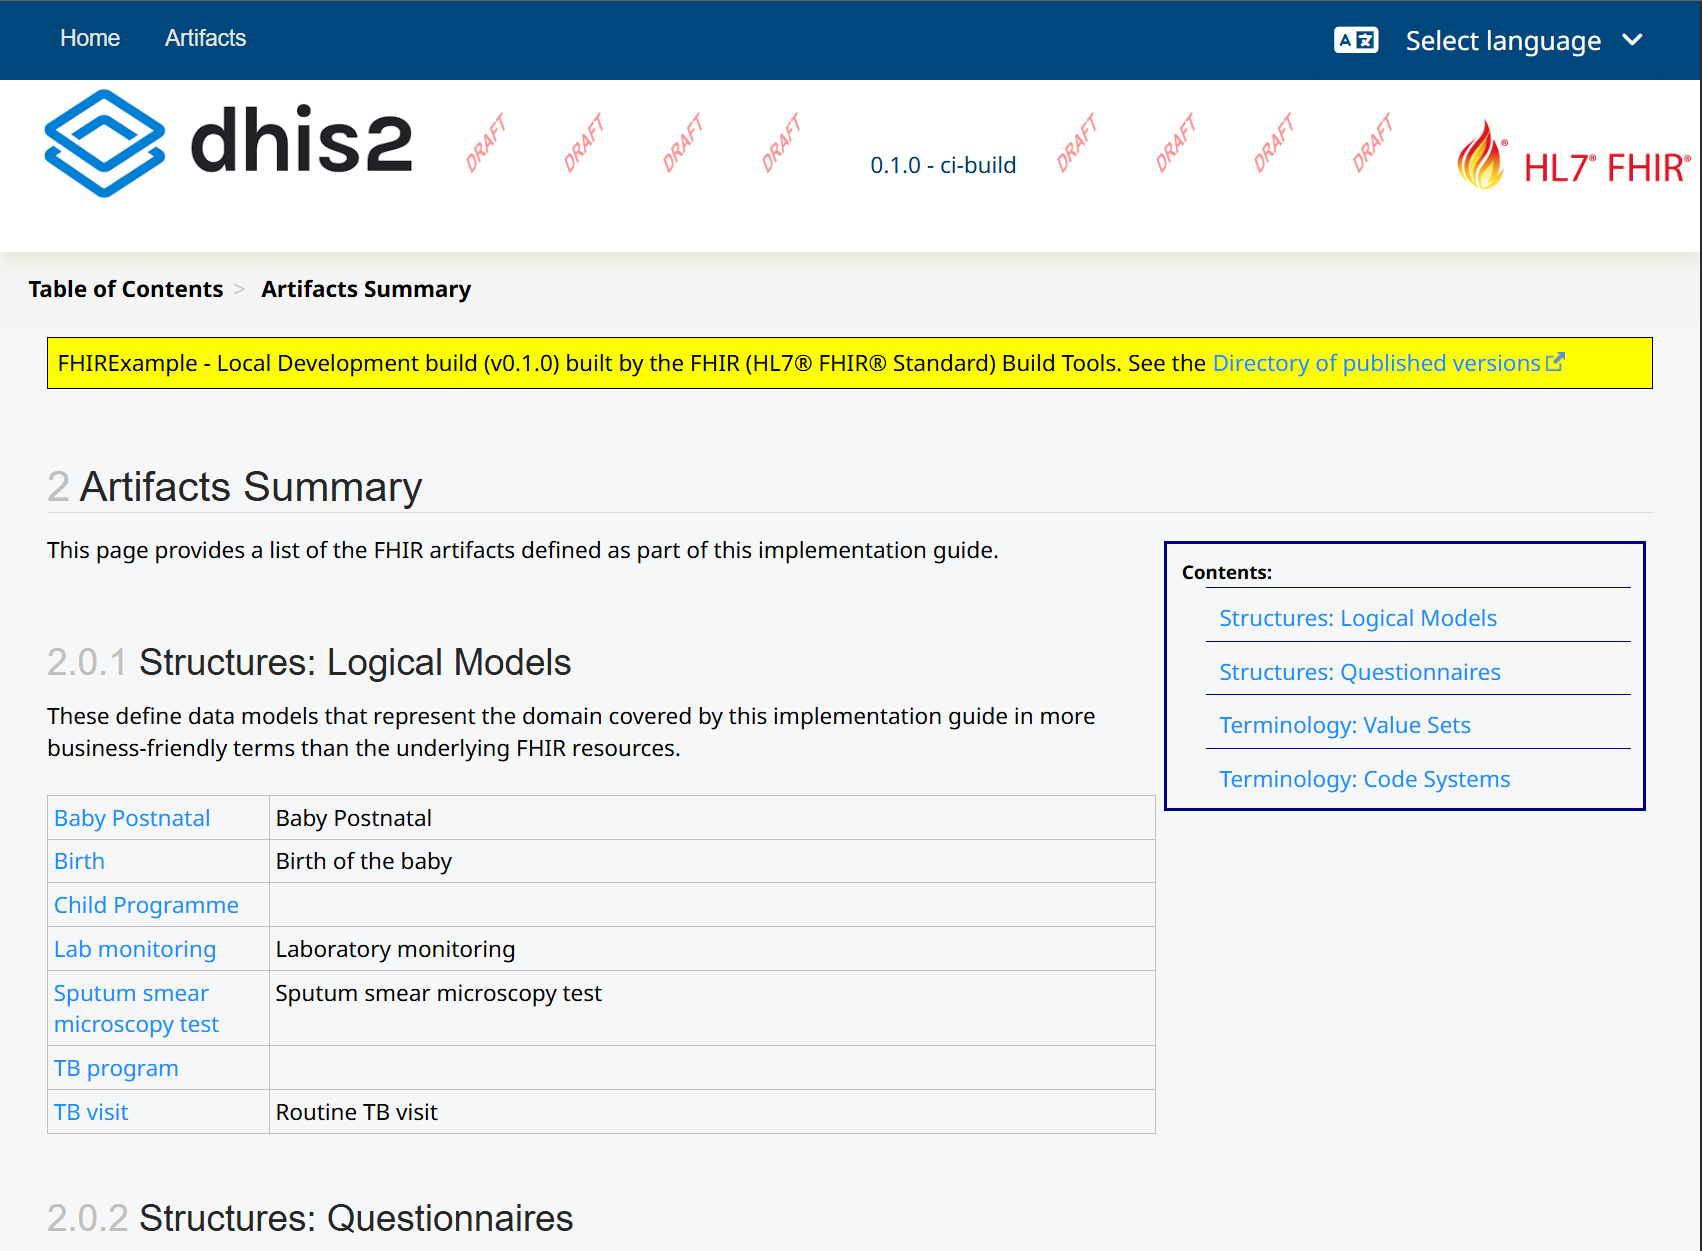 Home Artifacts Select language
dhis2 DRAFT DRAFT DRAFT DRAFT 0.1.0 - ci-build DRAFT DRAFT DRAFT DRAFT HL7® FHIR®
Table of Contents > Artifacts Summary
FHIRExample - Local Development build (v0.1.0) built by the FHIR (HL7® FHIR® Standard) Build Tools. See the Directory of published versions
2 Artifacts Summary
This page provides a list of the FHIR artifacts defined as part of this implementation guide.
Contents:
Structures: Logical Models
Structures: Questionnaires
Terminology: Value Sets
Terminology: Code Systems
2.0.1 Structures: Logical Models
These define data models that represent the domain covered by this implementation guide in more
business-friendly terms than the underlying FHIR resources.
Baby Postnatal Baby Postnatal
Birth Birth of the baby
Child Programme
Lab monitoring Laboratory monitoring
Sputum smear Sputum smear microscopy test
microscopy test
TB program
TB visit Routine TB visit
2.0.2 Structures: Questionnaires